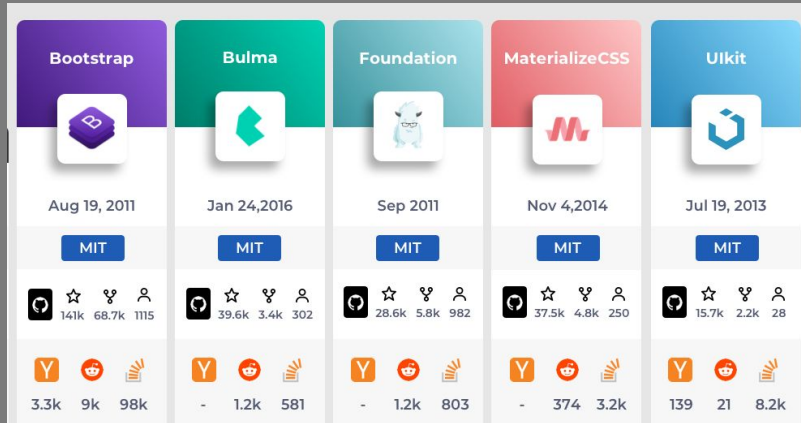 Bootstrap
Bulma
Foundation
MaterializeCSS
UIkit
B
Aug 19, 2011
Jan 24,2016
Sep 2011
Nov 4,2014
Jul 19, 2013
MIT
MIT
MIT
MIT
MIT
141k 68.7k 1115
39.6k 3.4k 302
28.6k 5.8k 982
37.5k 4.8k 250
15.7k 2.2k 28
Y
Y
Y
Y
Y
3.3k 9k 98k
- 1.2k 581
- 1.2k 803
- 374 3.2k
139 21 8.2k